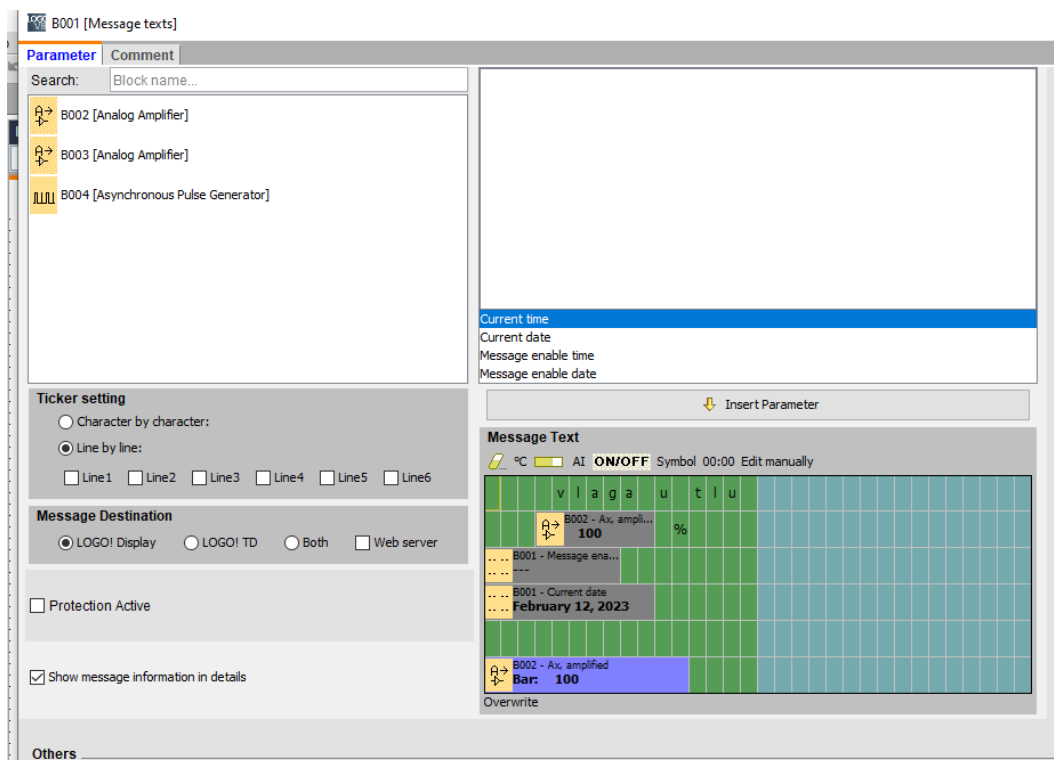 B001 [Message texts]
Parameter Comment
Search: Block name...
B002 [Analog Amplifier]
B003 [Analog Amplifier]
B004 [Asynchronous Pulse Generator]
Current time
Current date
Message enable time
Message enable date
Insert Parameter
Ticker setting
Character by character:
Line by line:
Line1 Line2 Line3 Line4 Line5 Line6
Message Destination
LOGO! Display LOGO! TD Both Web server
Protection Active
Show message information in details
Message Text
ºC AI ON/OFF Symbol 00:00 Edit manually
vlaga u tlu
B002 - Ax, ampli...
100 %
B001 - Message ena...
---
B001 - Current date
February 12, 2023
B002 - Ax, amplified
Bar: 100
Overwrite
Others